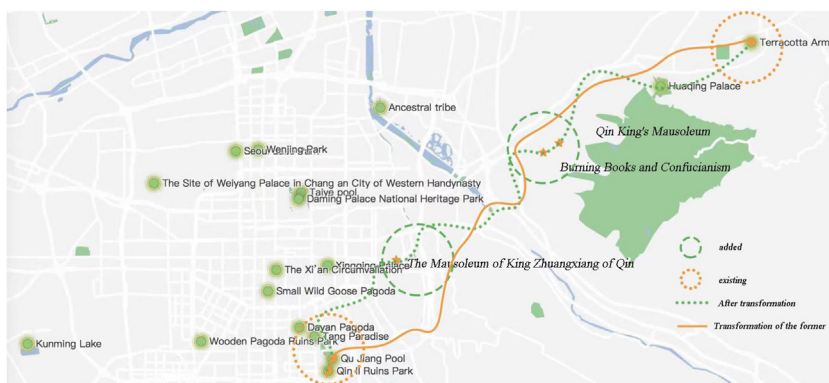 Terracotta Arm
Huaqing Palace
Ancestral tribe
Qin King's Mausoleum
Wenjing Park
Burning Books and Confucianism
The Site of Weiyang Palace in Chang an City of Western Handynasty
Taiye pool
Daming Palace National Heritage Park
added
The Mausoleum of King Zhuangxiang of Qin
Xingqing Palace
The Xi'an Circumvallation
existing
Small Wild Goose Pagoda
After transformation
Transformation of the former
Dayan Pagoda
Tang Paradise
Wooden Pagoda Ruins Park
Kunming Lake
Qu Jiang Pool
Qin li Ruins Park